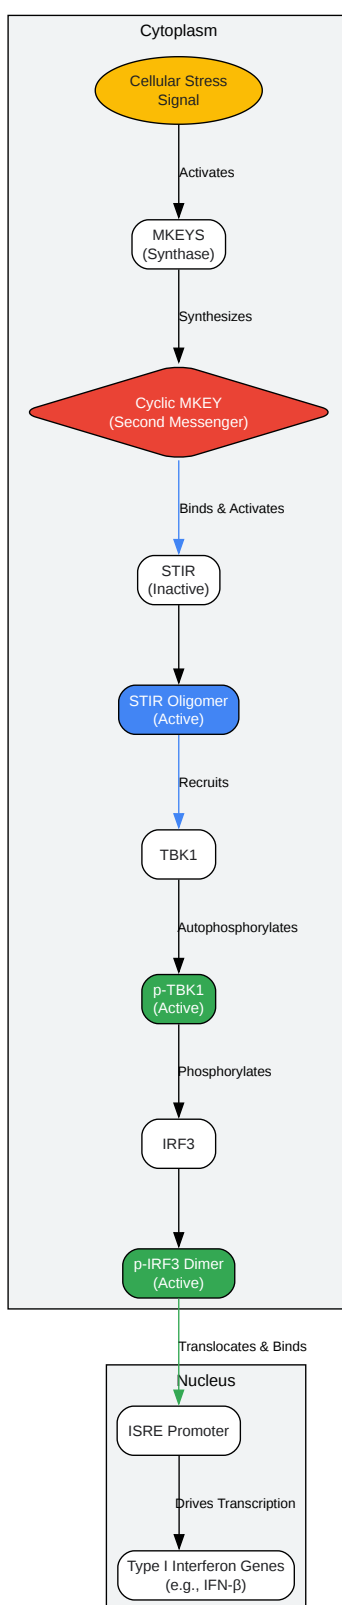 Cytoplasm
Cellular Stress
Signal
Activates
MKEYS
(Synthase)
Synthesizes
Cyclic MKEY
(Second Messenger)
Binds & Activates
STIR
(Inactive)
STIR Oligomer
(Active)
Recruits
TBK1
Autophosphorylates
p-TBK1
(Active)
Phosphorylates
IRF3
p-IRF3 Dimer
(Active)
Translocates & Binds
Nucleus
ISRE Promoter
Drives Transcription
Type I Interferon Genes
(e.g., IFN-β)